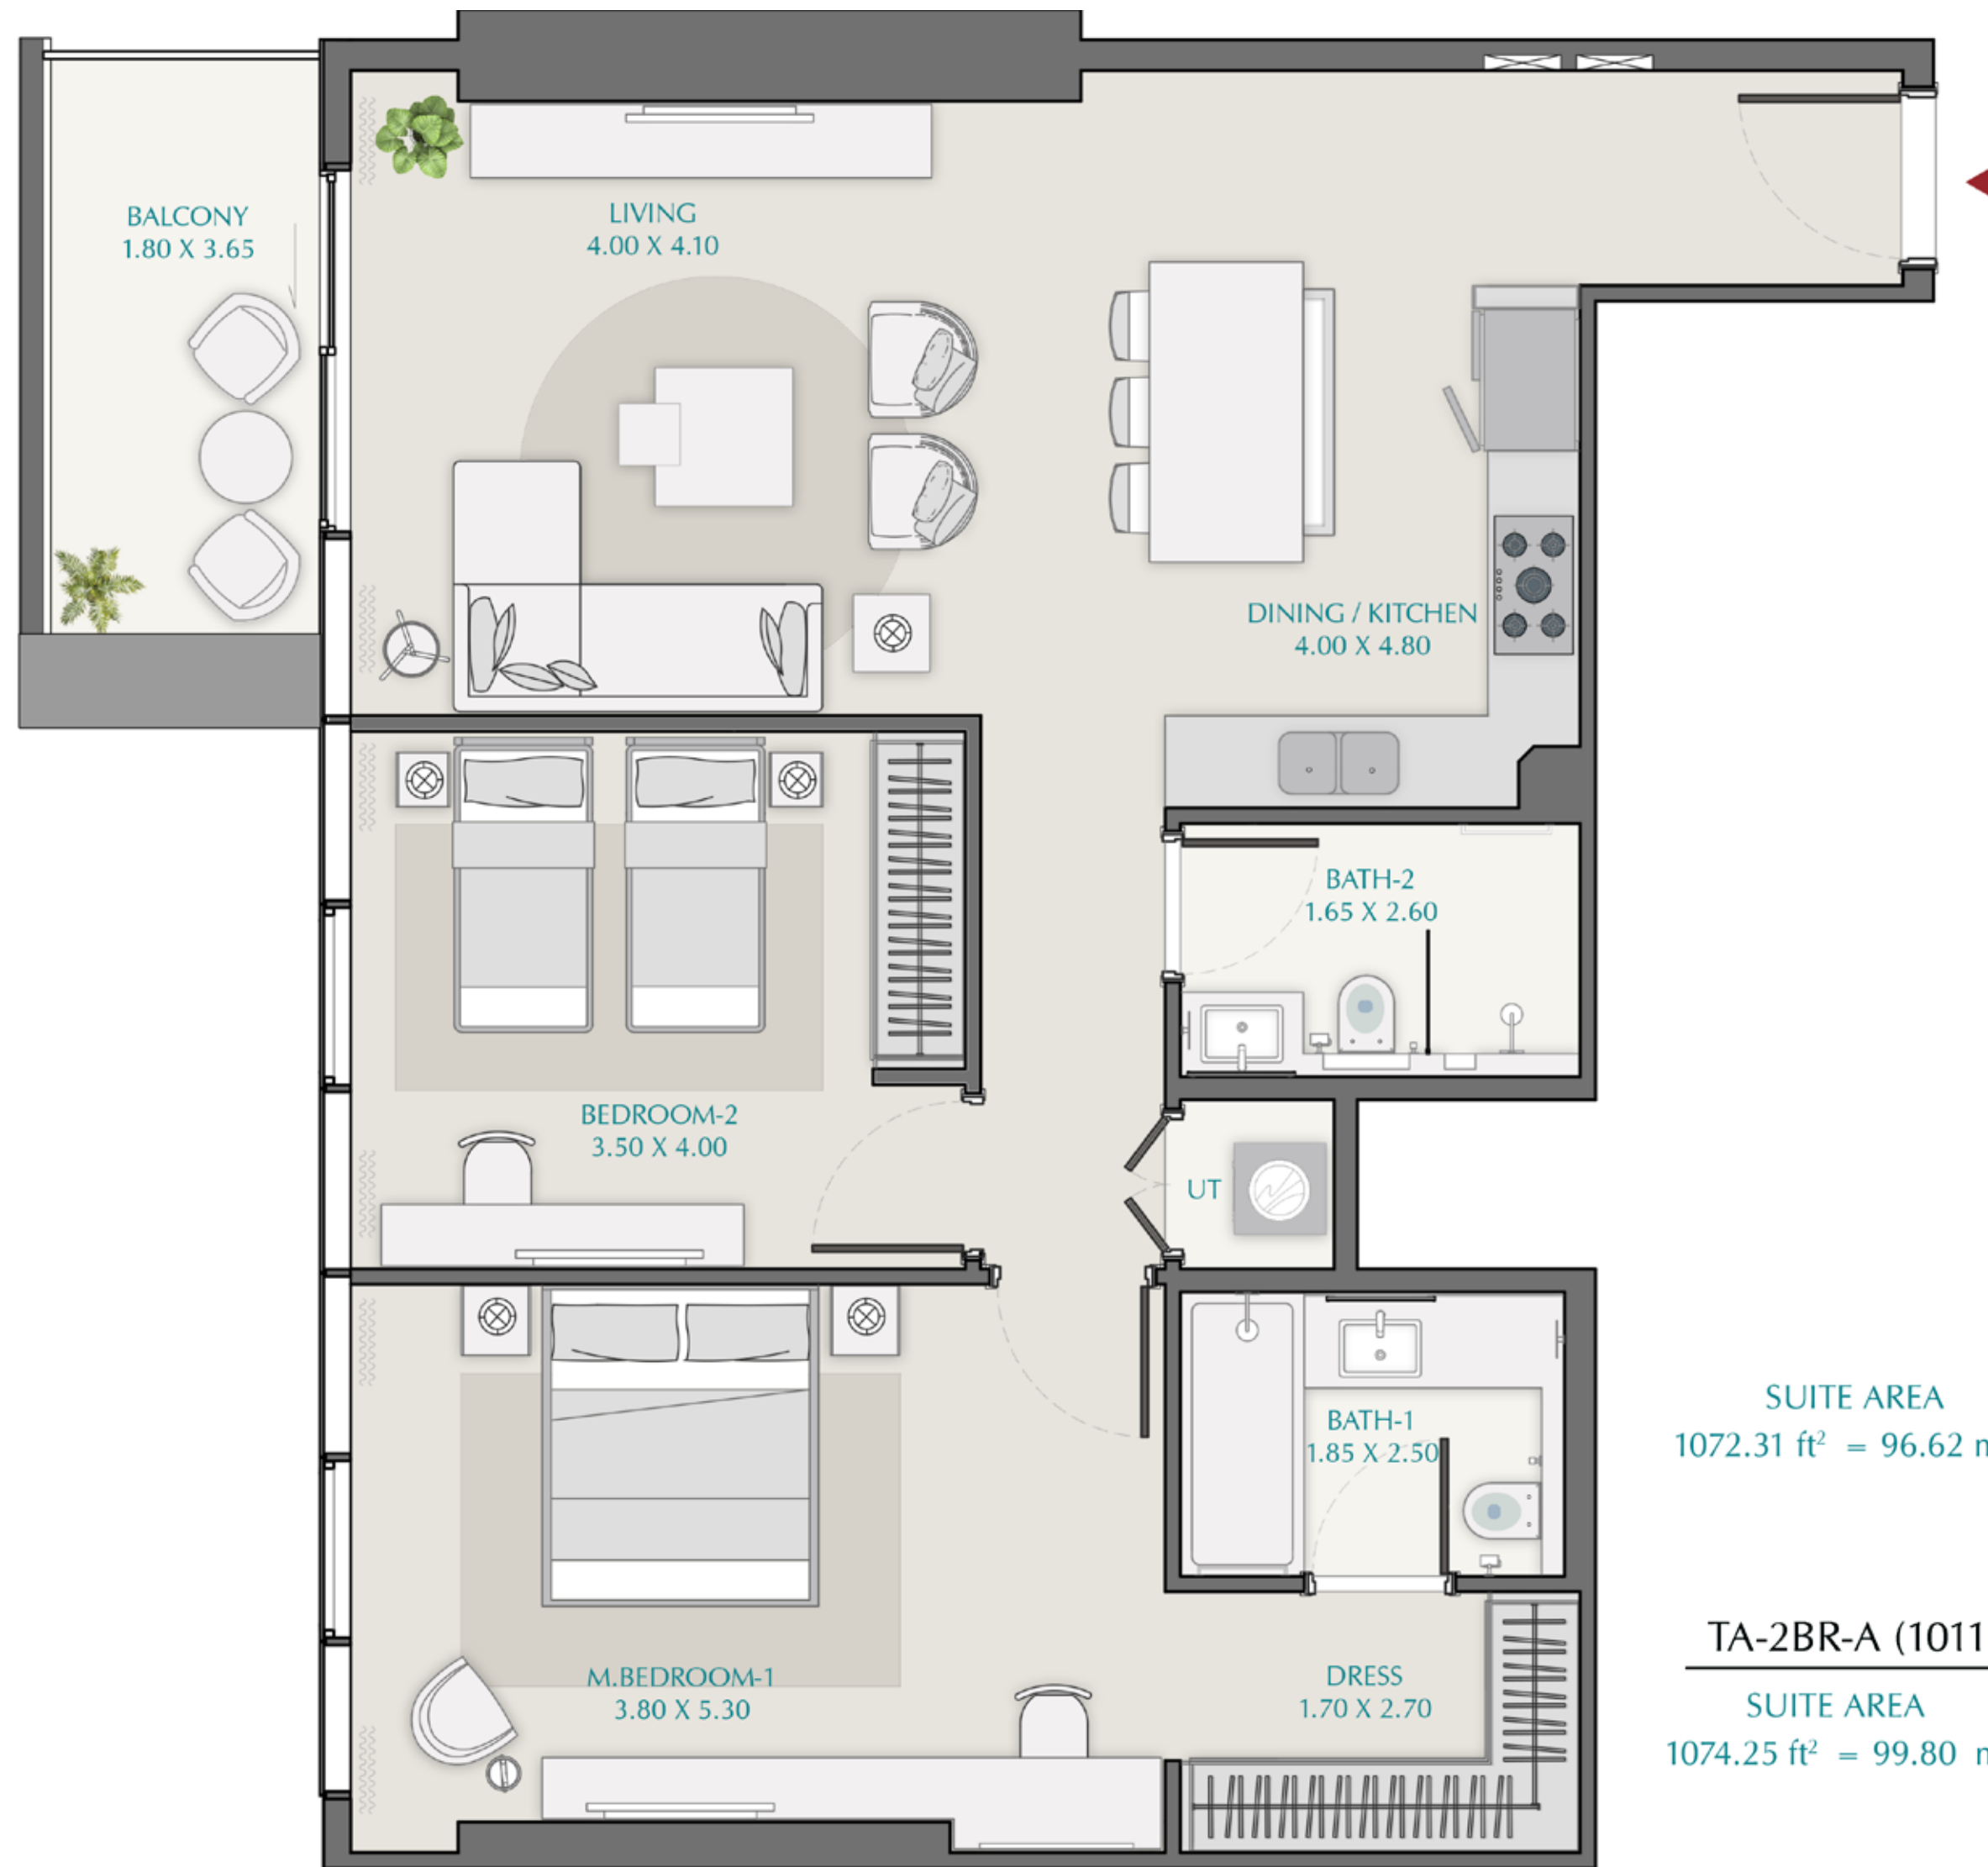 BALCONY
1.80 X 3.65
LIVING
4.00 X 4.10
DINING / KITCHEN
4.00 X 4.80
BATH-2
1.65 X 2.60
BEDROOM-2
3.50 X 4.00
UT
BATH-1
1.85 X 2.50
M.BEDROOM-1
3.80 X 5.30
DRESS
1.70 X 2.70
SUITE AREA
1072.31 ft² = 96.62
TA-2BR-A (1011
SUITE AREA
1074.25 ft² = 99.80